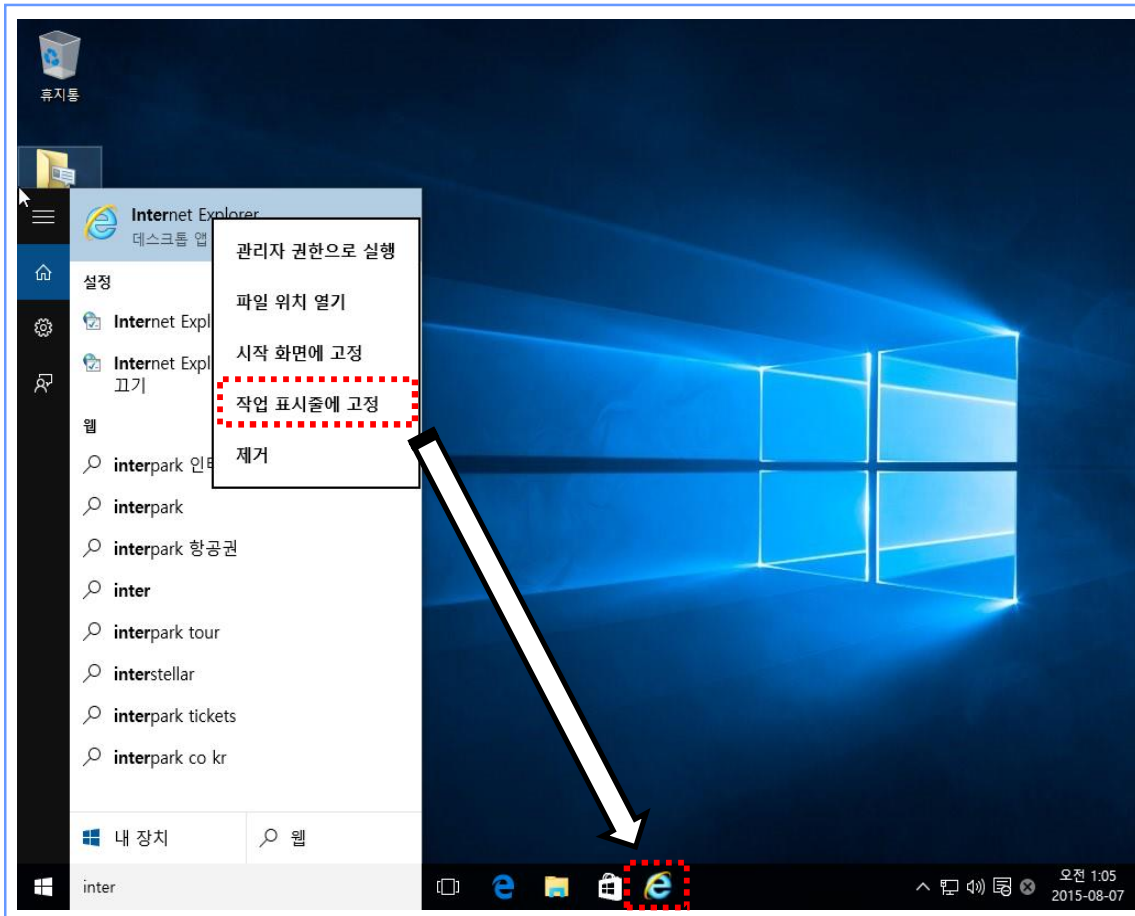 휴지통
Internet Explorer
데스크톱 앱
관리자 권한으로 실행
설정
파일 위치 열기
Internet Expl
시작 화면에 고정
Internet Expl
끄기
작업 표시줄에 고정
웹
제거
interpark
interpark
interpark 항공권
inter
interpark tour
interstellar
interpark tickets
interpark co kr
내 장치
웹
inter
오전 1:05
2015-08-07